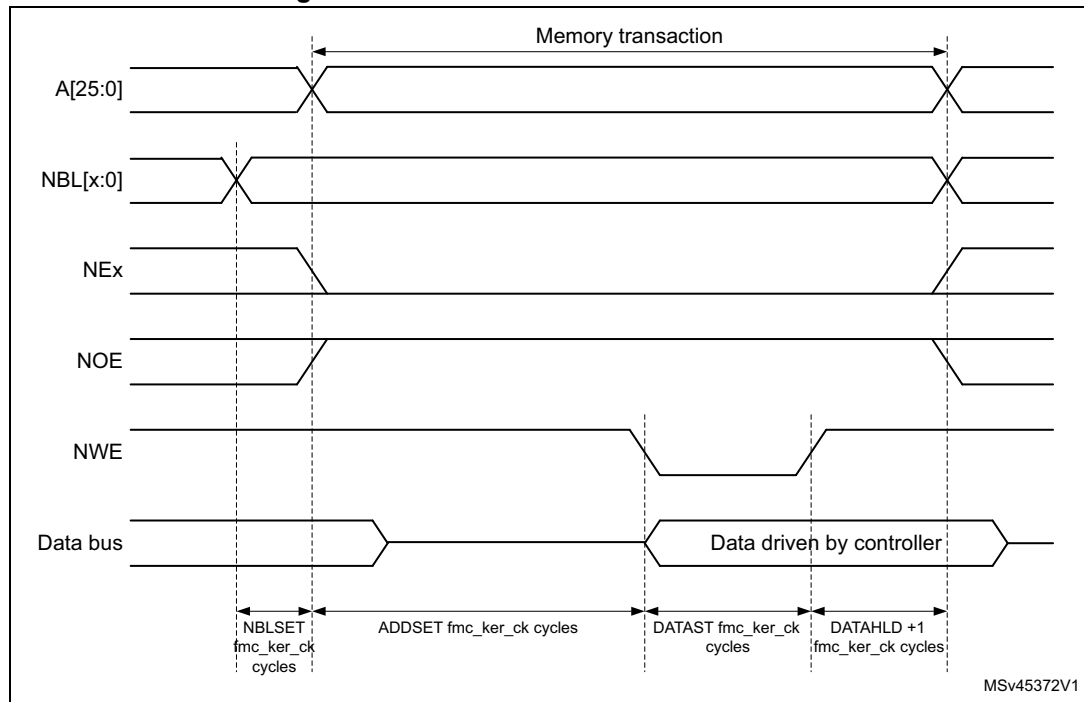 Memory transaction
A[25:0]
NBL[x:0]
NEx
NOE
NWE
Data bus
Data driven by controller
NBLSET
fmc_ker_ck
cycles
ADDSET fmc_ker_ck cycles
DATAST fmc_ker_ck
cycles
DATAHLD +1
fmc_ker_ck cycles
MSv45372V1